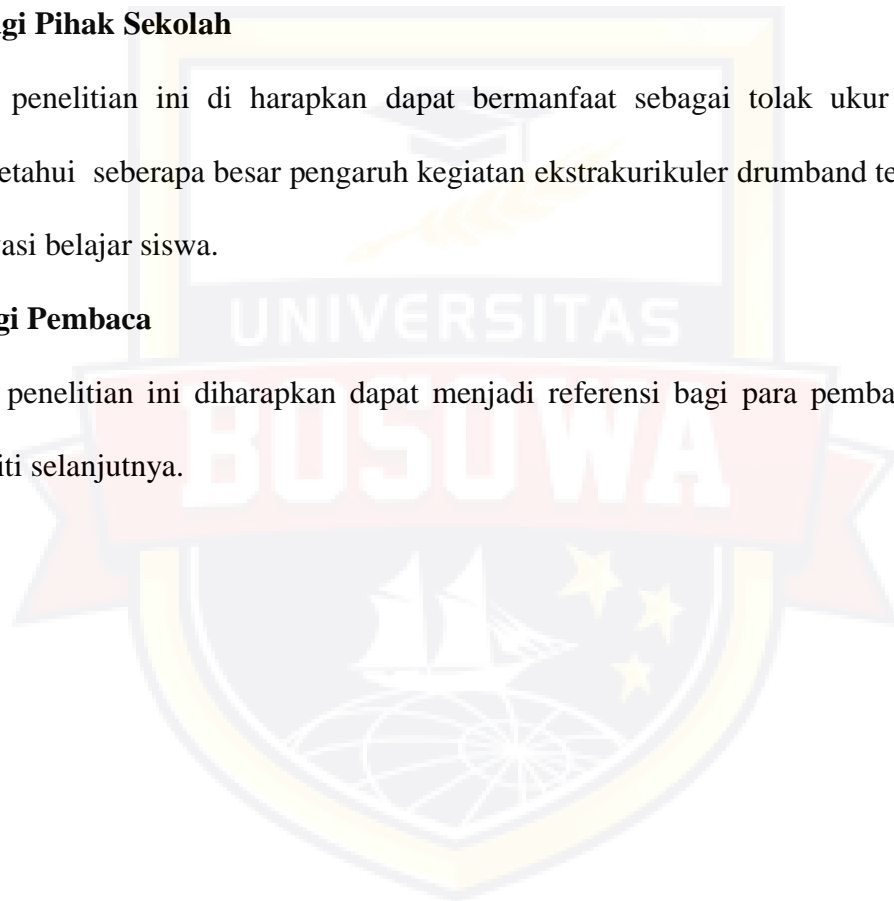 gi Pihak Sekolah
penelitian ini di harapkan dapat bermanfaat sebagai tolak ukur
etahui seberapa besar pengaruh kegiatan ekstrakurikuler drumband te
asi belajar siswa.
gi Pembaca
penelitian ini diharapkan dapat menjadi referensi bagi para pemba
iti selanjutnya.
UNIVERSITAS
BOSOWA